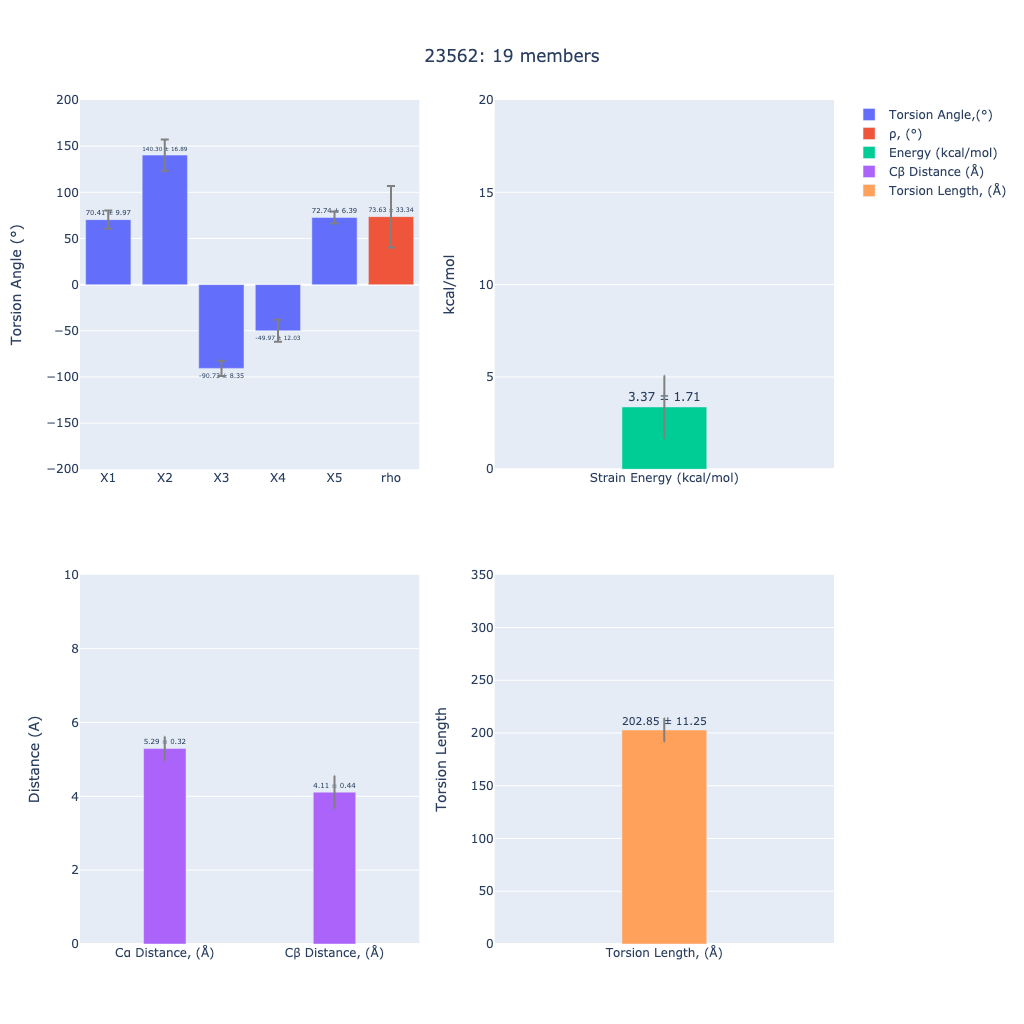 23562: 19 members
Torsion Angle (°)
200
150
100
50
0
−50
−100
−150
−200
70.41 ± 9.97
140.30 ± 16.89
-90.77 ± 8.35
-49.97 ± 12.03
72.74 ± 6.39
73.63 ± 33.34
X1 X2 X3 X4 X5 rho
kcal/mol
20
15
10
5
0
3.37 ± 1.71
Strain Energy (kcal/mol)
Torsion Angle,(°)
ρ, (°)
Energy (kcal/mol)
Cβ Distance (Å)
Torsion Length, (Å)
Distance (A)
10
8
6
4
2
0
5.29 ± 0.32
4.11 ± 0.44
Cα Distance, (Å) Cβ Distance, (Å)
Torsion Length
350
300
250
200
150
100
50
0
202.85 ± 11.25
Torsion Length, (Å)